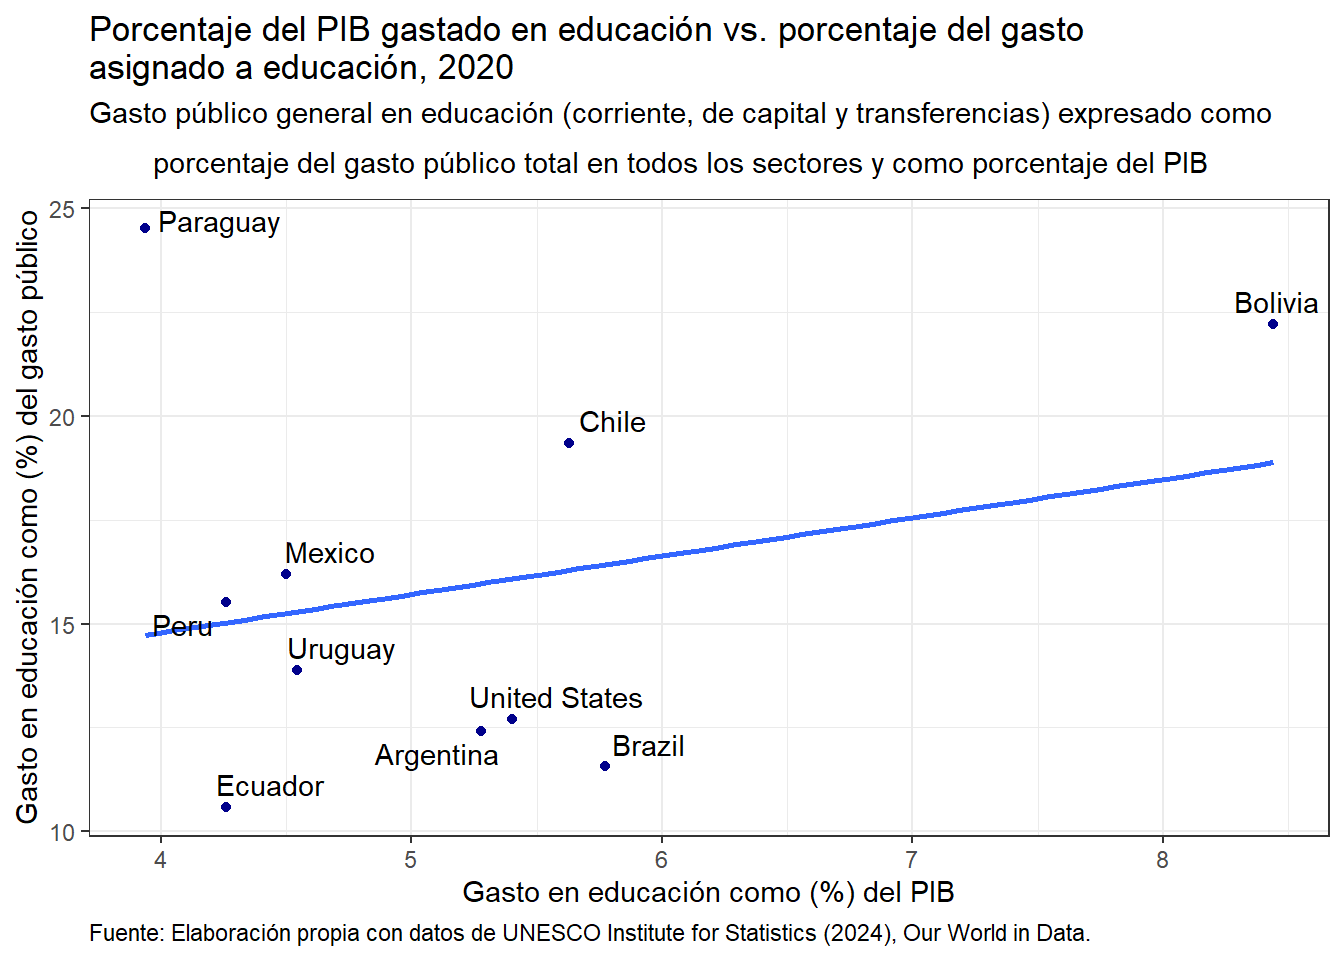 Porcentaje del PIB gastado en educación vs. porcentaje del gasto
asignado a educación, 2020
Gasto público general en educación (corriente, de capital y transferencias) expresado como
porcentaje del gasto público total en todos los sectores y como porcentaje del PIB
Gasto en educación como (%) del gasto público
25
20
15
10
Paraguay
Bolivia
Chile
Mexico
Peru
Uruguay
United States
Argentina
Brazil
Ecuador
4
5
6
7
8
Gasto en educación como (%) del PIB
Fuente: Elaboración propia con datos de UNESCO Institute for Statistics (2024), Our World in Data.